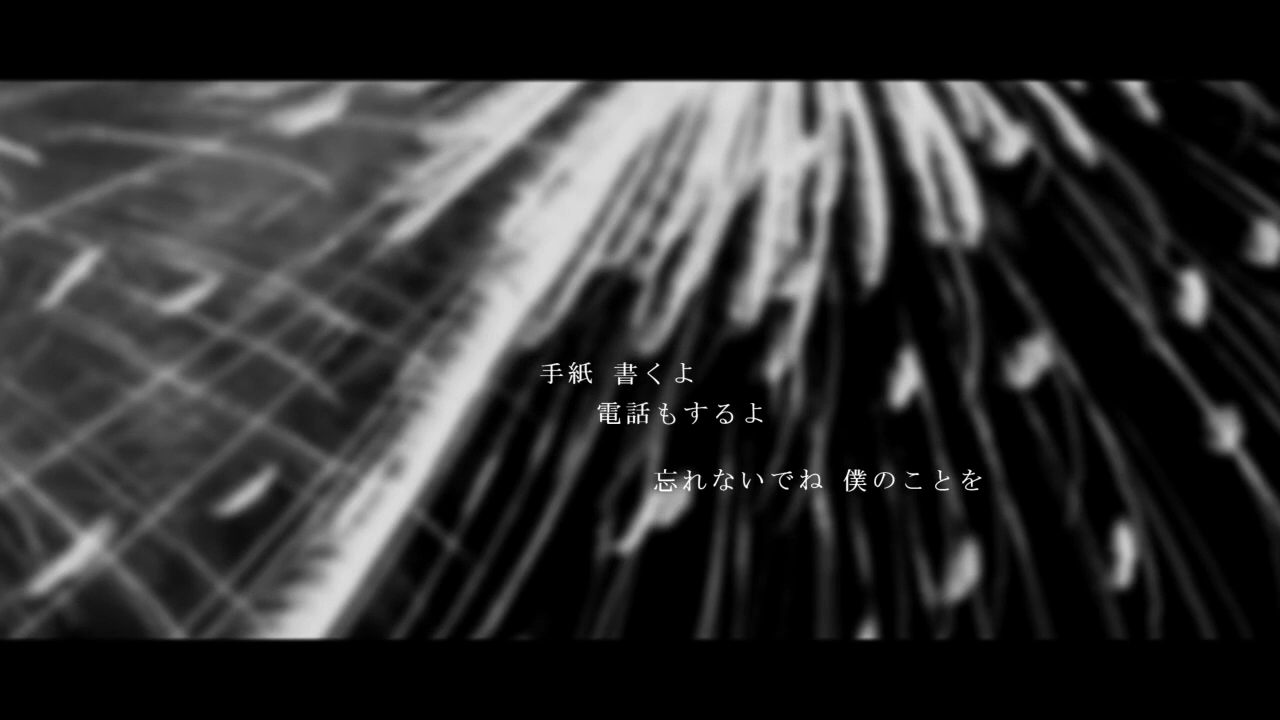 手紙 書くよ
電話もするよ
忘れないでね 僕のことを